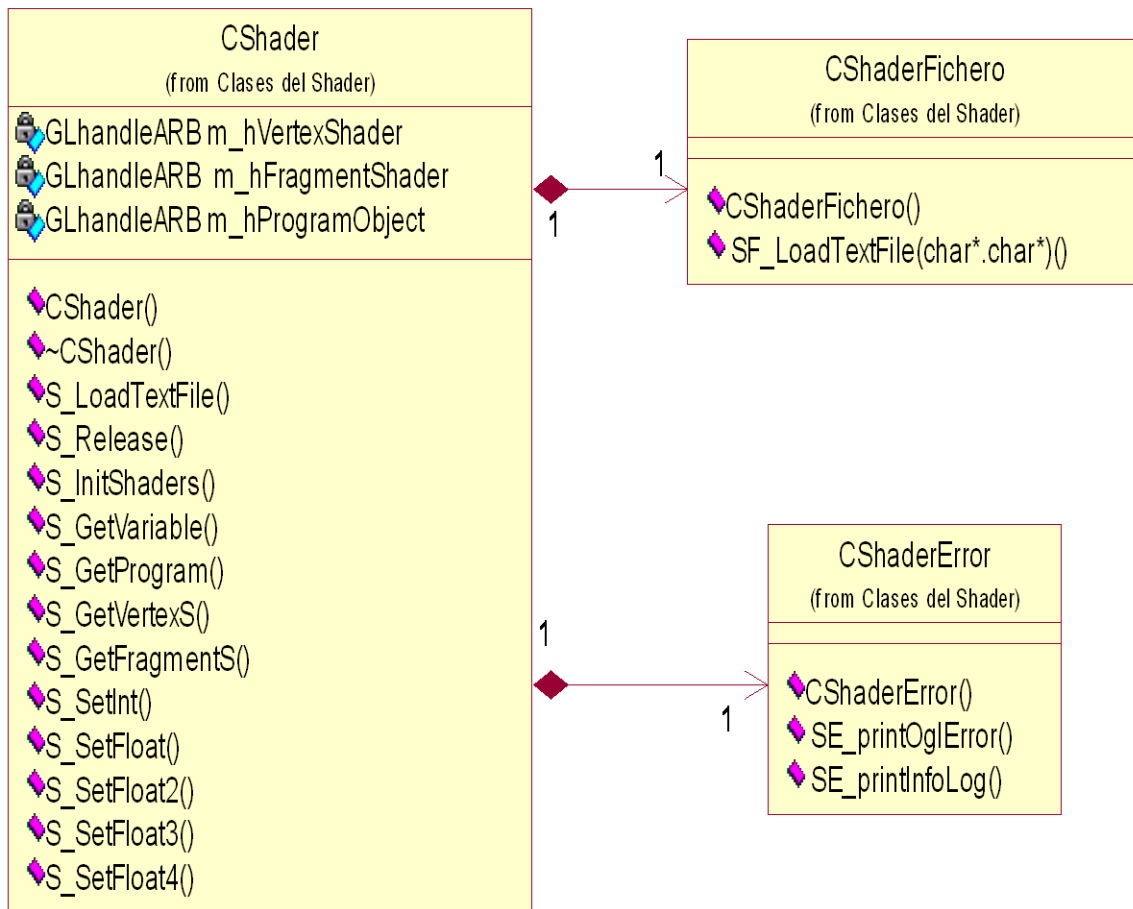 CShader
(from Clases del Shader)
GLhandleARB m_hVertexShader
GLhandleARB m_hFragmentShader
GLhandleARB m_hProgramObject
CShader()
~CShader()
S_LoadTextFile()
S_Release()
S_InitShaders()
S_GetVariable()
S_GetProgram()
S_GetVertexS()
S_GetFragmentS()
S_SetInt()
S_SetFloat()
S_SetFloat2()
S_SetFloat3()
S_SetFloat4()
1
1
CShaderFichero
(from Clases del Shader)
CShaderFichero()
SF_LoadTextFile(char*.char*)()
1
1
CShaderError
(from Clases del Shader)
CShaderError()
SE_printOglError()
SE_printInfoLog()